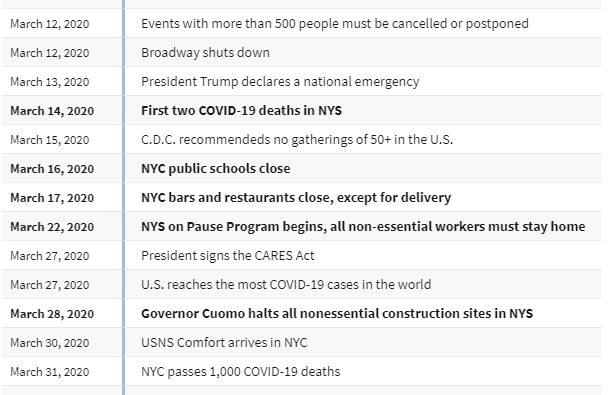 March 12, 2020 Events with more than 500 people must be cancelled or postponed
March 12, 2020 Broadway shuts down
March 13, 2020 President Trump declares a national emergency
March 14, 2020 First two COVID-19 deaths in NYS
March 15, 2020 C.D.C. recommendeds no gatherings of 50+ in the U.S.
March 16, 2020 NYC public schools close
March 17, 2020 NYC bars and restaurants close, except for delivery
March 22, 2020 NYS on Pause Program begins, all non-essential workers must stay home
March 27, 2020 President signs the CARES Act
March 27, 2020 U.S. reaches the most COVID-19 cases in the world
March 28, 2020 Governor Cuomo halts all nonessential construction sites in NYS
March 30, 2020 USNS Comfort arrives in NYC
March 31, 2020 NYC passes 1,000 COVID-19 deaths